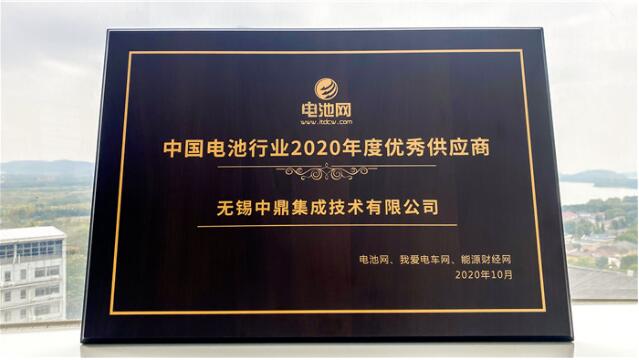 电池网
www.itdcw.com
中国电池行业2020年度优秀供应商
无锡中鼎集成技术有限公司
电池网、我爱电车网、能源财经网
2020年10月